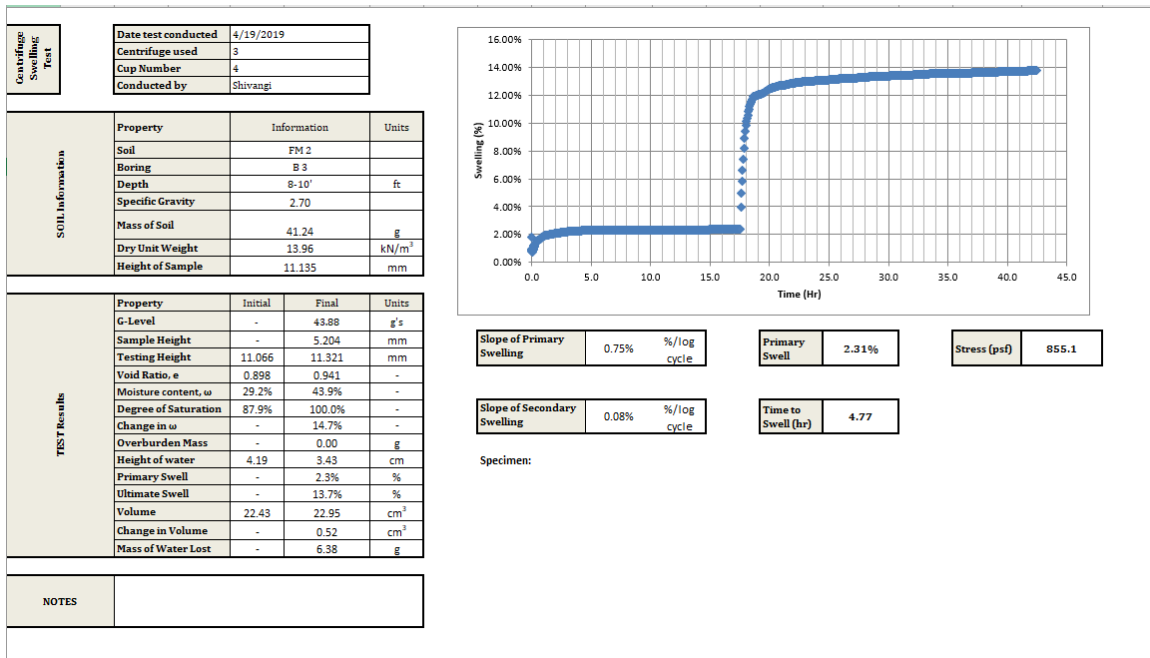 Centrifuge
Swelling
Test
Date test conducted 4/19/2019
Centrifuge used 3
Cup Number 4
Conducted by Shivangi
SOIL Information
Property Information Units
Soil FM 2
Boring B 3
Depth 8-10' ft
Specific Gravity 2.70
Mass of Soil 41.24 g
Dry Unit Weight 13.96 kN/m³
Height of Sample 11.135 mm
TEST Results
Property Initial Final Units
G-Level - 43.88 g's
Sample Height - 5.204 mm
Testing Height 11.066 11.321 mm
Void Ratio, e 0.898 0.941 -
Moisture content, ω 29.2% 43.9% -
Degree of Saturation 87.9% 100.0% -
Change in ω - 14.7% -
Overburden Mass - 0.00 g
Height of water 4.19 3.43 cm
Primary Swell - 2.3% %
Ultimate Swell - 13.7% %
Volume 22.43 22.95 cm³
Change in Volume - 0.52 cm³
Mass of Water Lost - 6.38 g
NOTES
Swelling (%)
16.00%
14.00%
12.00%
10.00%
8.00%
6.00%
4.00%
2.00%
0.00%
0.0 5.0 10.0 15.0 20.0 25.0 30.0 35.0 40.0 45.0
Time (Hr)
Slope of Primary
Swelling
0.75%
%/log
cycle
Primary
Swell
2.31%
Stress (psf) 855.1
Slope of Secondary
Swelling
0.08%
%/log
cycle
Time to
Swell (hr)
4.77
Specimen: